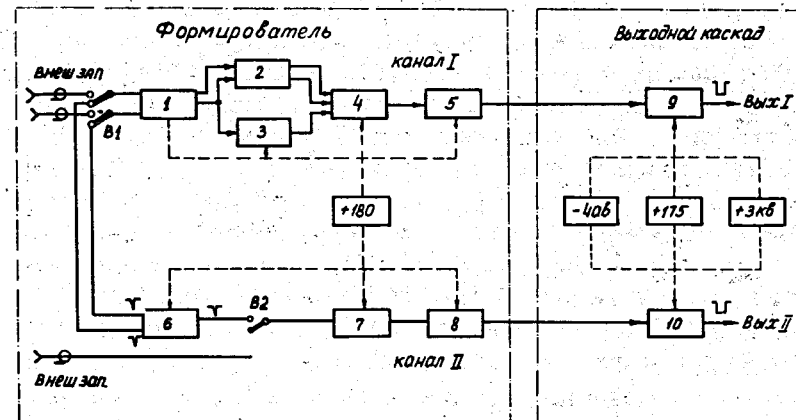 Формирователь
Выходной каскад
канал I
Внеш зап
1
2
3
4
5
9
Вых I
В1
+180
-4ав
+175
+3кв
6
В2
7
8
10
Вых II
канал II
Внеш зап.